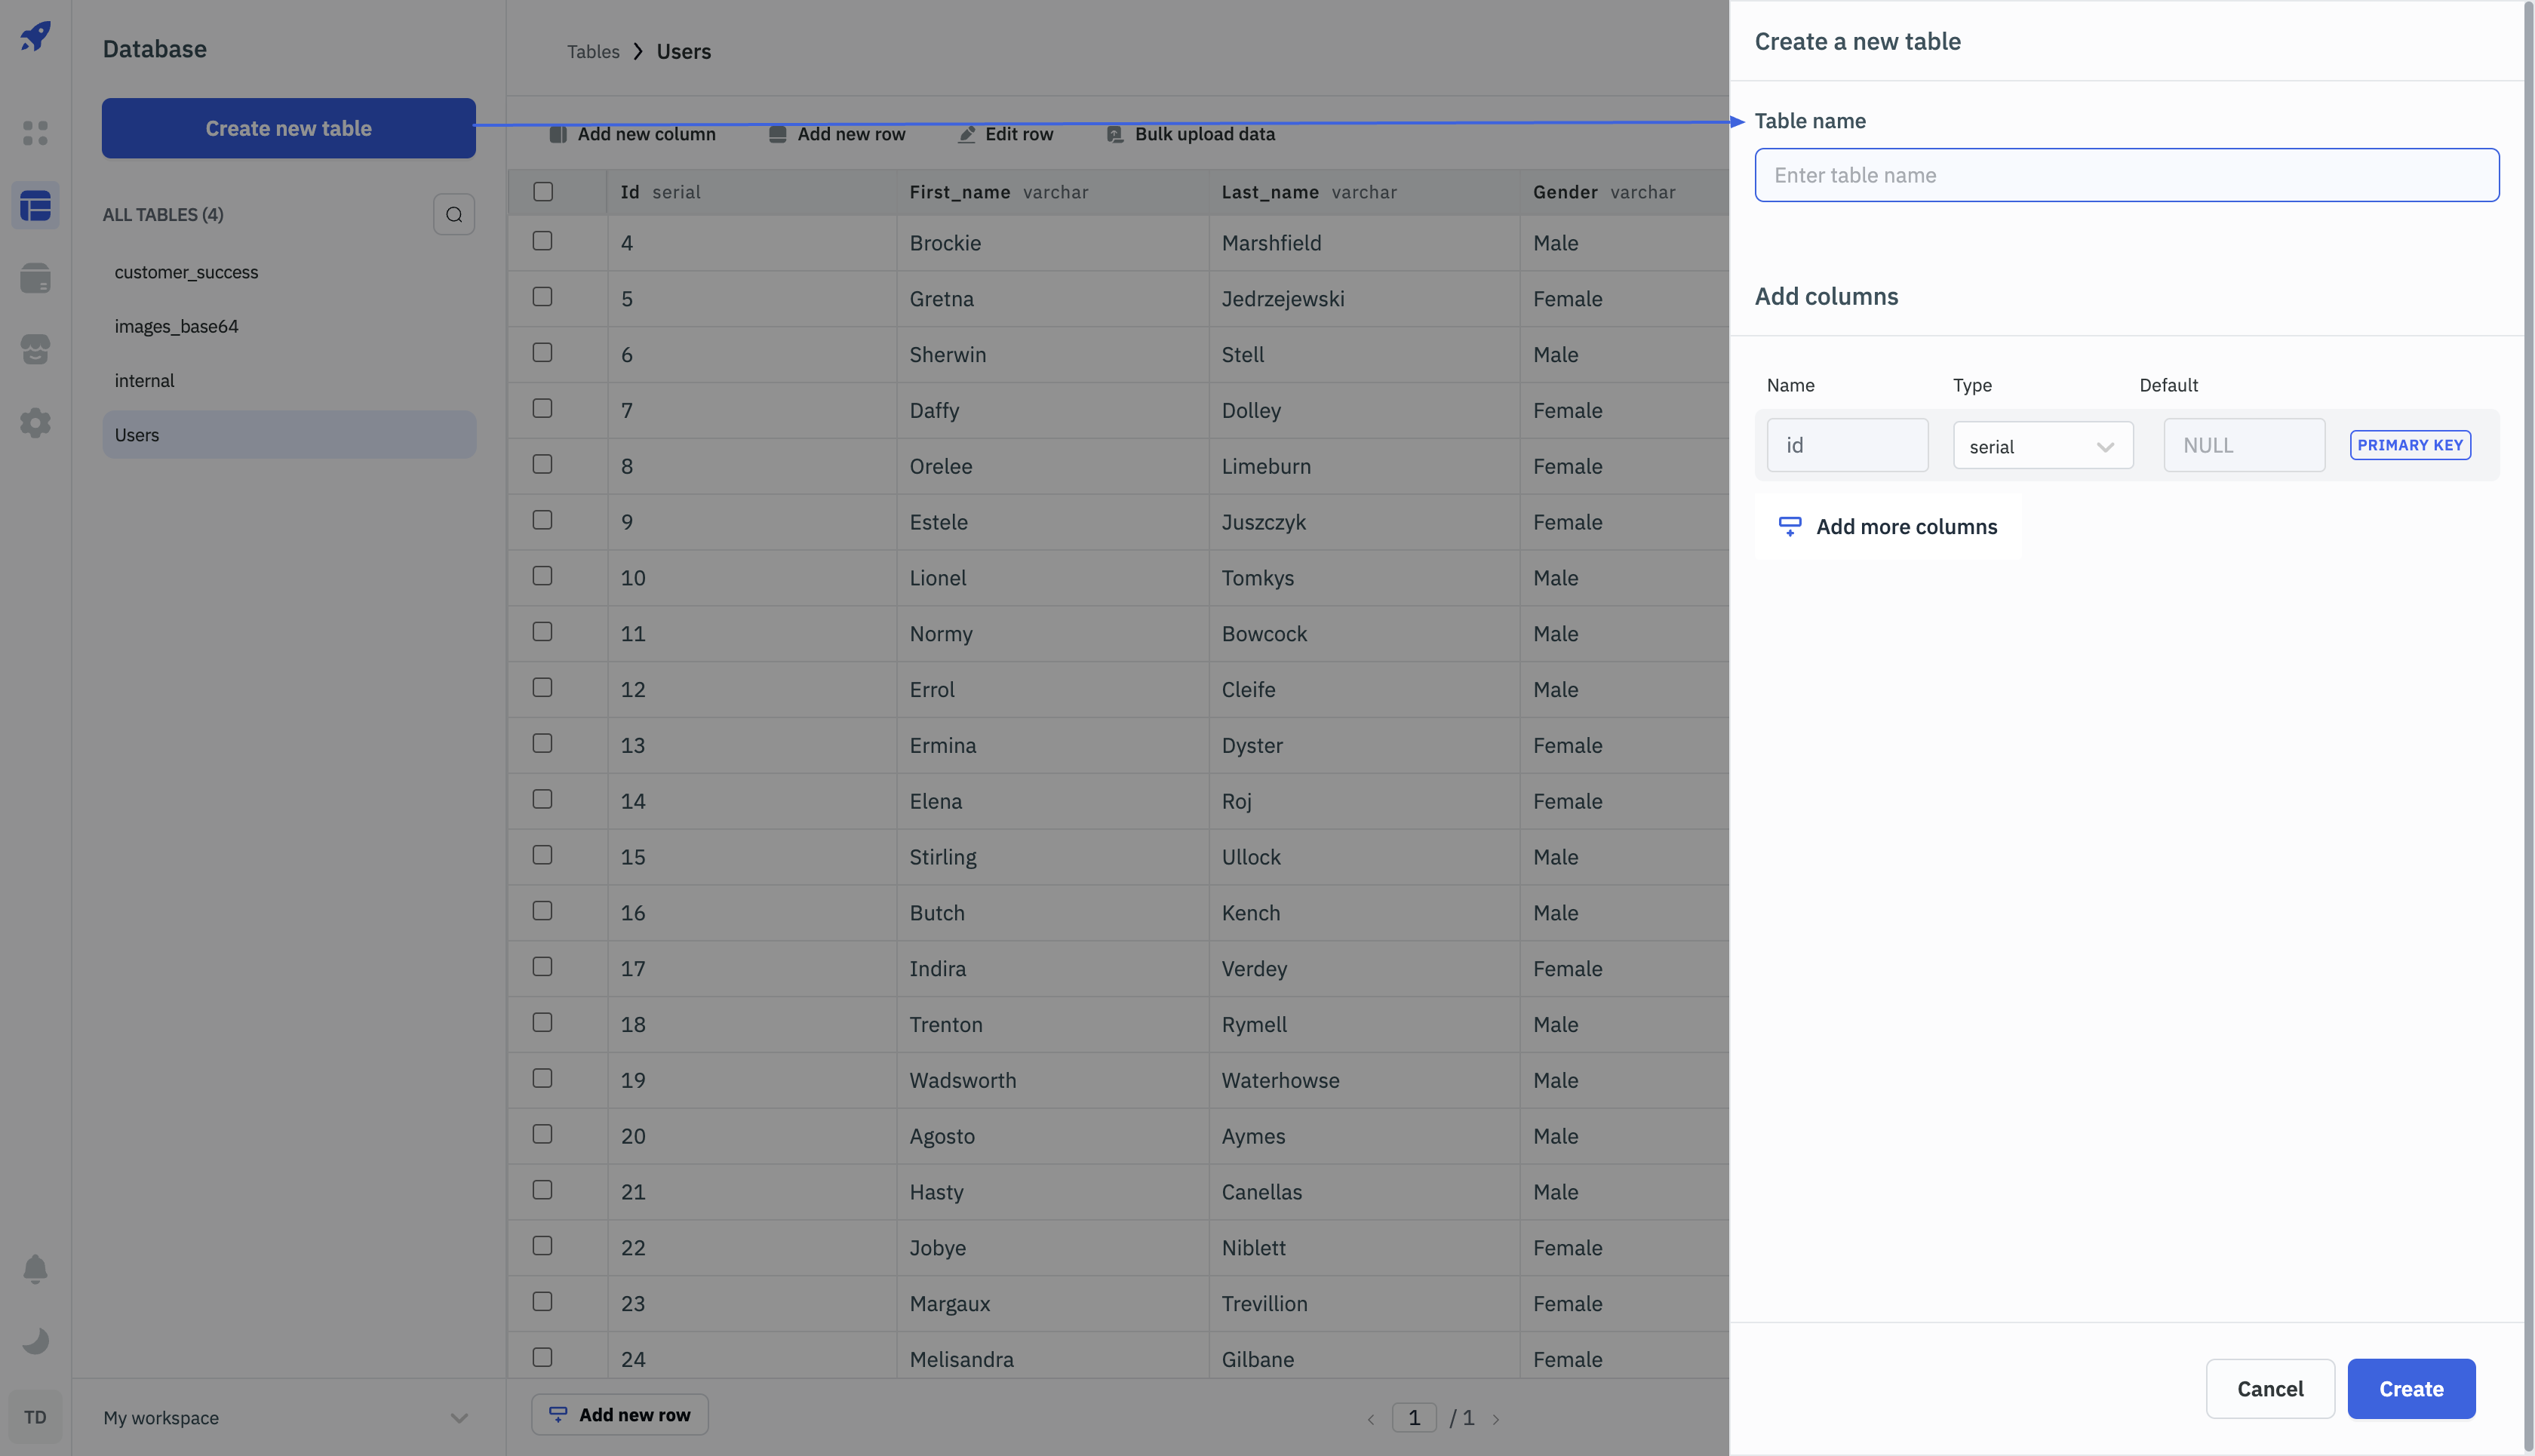 Database
Create new table
ALL TABLES (4)
customer_success
images_base64
internal
Users
TD
My workspace
Tables > Users
Add new column Add new row Edit row Bulk upload data
Id serial First_name varchar Last_name varchar Gender varchar
4 Brockie Marshfield Male
5 Gretna Jedrzejewski Female
6 Sherwin Stell Male
7 Daffy Dolley Female
8 Orelee Limeburn Female
9 Estele Juszczyk Female
10 Lionel Tomkys Male
11 Normy Bowcock Male
12 Errol Cleife Male
13 Ermina Dyster Female
14 Elena Roj Female
15 Stirling Ullock Male
16 Butch Kench Male
17 Indira Verdey Female
18 Trenton Rymell Male
19 Wadsworth Waterhowse Male
20 Agosto Aymes Male
21 Hasty Canellas Male
22 Jobye Niblett Female
23 Margaux Trevillion Female
24 Melisandra Gilbane Female
Add new row
< 1 / 1 >
Create a new table
Table name
Enter table name
Add columns
Name Type Default
id serial NULL PRIMARY KEY
Add more columns
Cancel Create